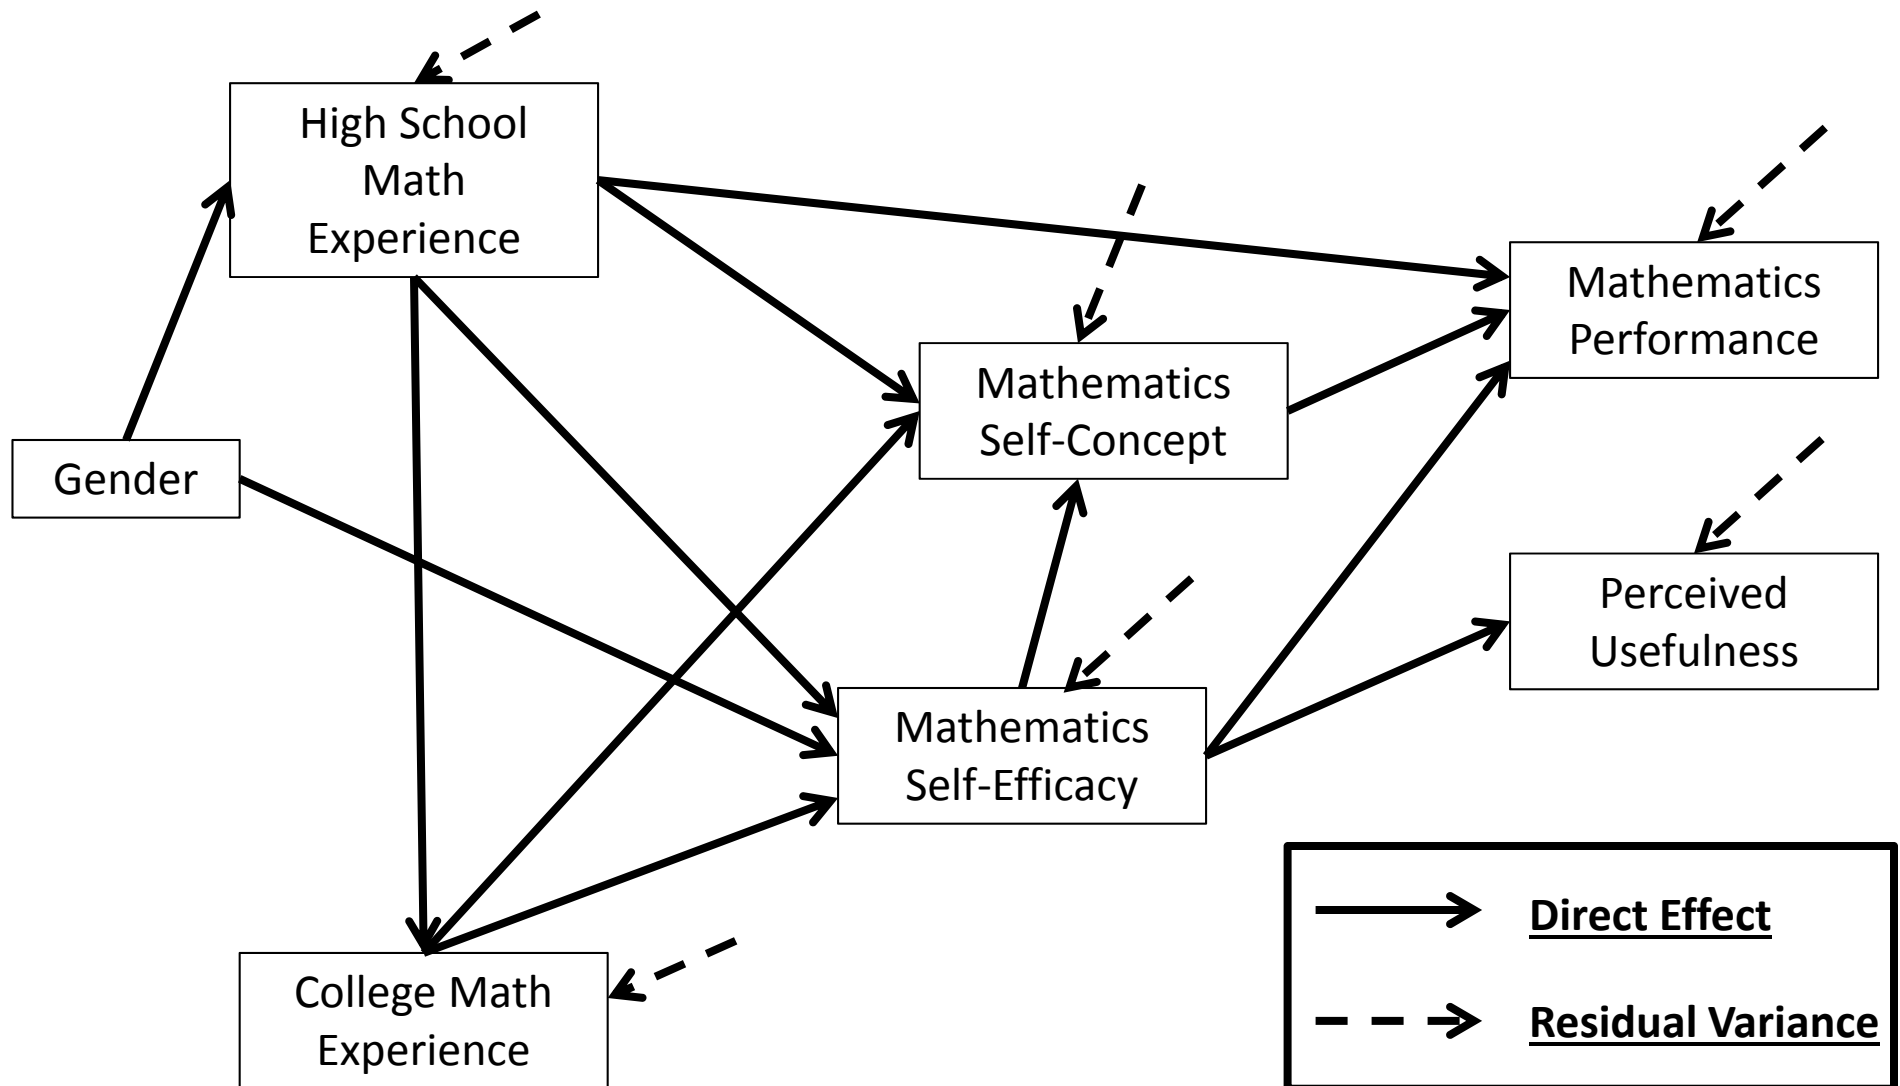 High School
Math
Experience
Gender
Mathematics
Self-Concept
Mathematics
Performance
Perceived
Usefulness
Mathematics
Self-Efficacy
College Math
Experience
Direct Effect
Residual Variance